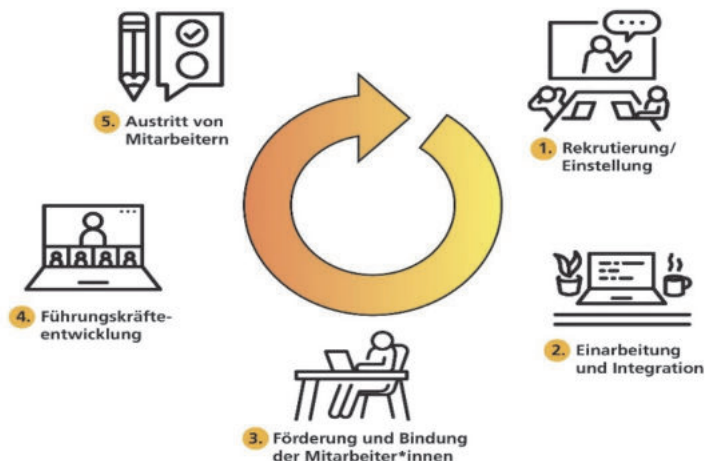 1. Rekrutierung/
Einstellung
2. Einarbeitung
und Integration
3. Förderung und Bindung
der Mitarbeiter*innen
4. Führungskräfte-
entwicklung
5. Austritt von
Mitarbeitern